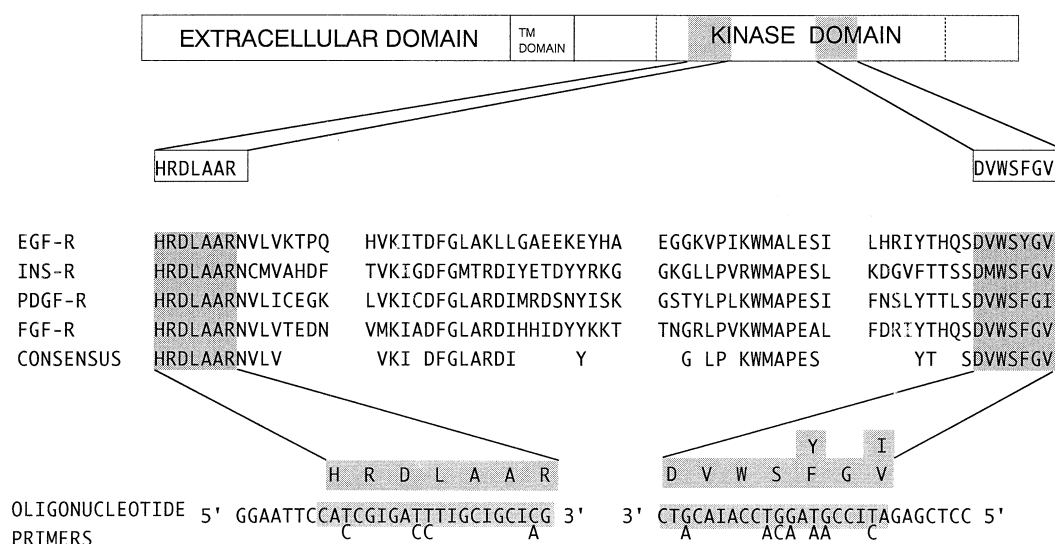 EXTRACELLULAR DOMAIN TM DOMAIN KINASE DOMAIN
HRDLAAR DVWSFGV
EGF-R HRDLAARNVLVKTPQ HVKITDFGLAKLLGAEEKEYHA EGGKVPIKWMALESI LHRIYTHQSDVWSYGV
INS-R HRDLAARNCMVAHDF TVKIGDFGMTRDIYETDYYRKG GKGLLPVRWMAPESL KDGVFTTSSDMWSFGV
PDGF-R HRDLAARNVLICEGK LVKICDFGLARDIMRDSNYISK GSTYLPLKWMAPESI FNSLYTTLSDVWSFGI
FGF-R HRDLAARNVLVTEDN VMKIADFGLARDIHHIDYYKKT TNGRLPVKWMAPEAL FDRIYTHQSDVWSFGV
CONSENSUS HRDLAARNVLV VKI DFGLARDI Y G LP KWMAPES YT SDVWSFGV
Y I
H R D L A A R D V W S F G V
OLIGONUCLEOTIDE PRIMERS 5' GGAATTCCATCGIGATTTIGCIGCICG 3' 3' CTGCAIACCTGGATGCCITAGAGCTCC 5'
C CC A A ACA AA C